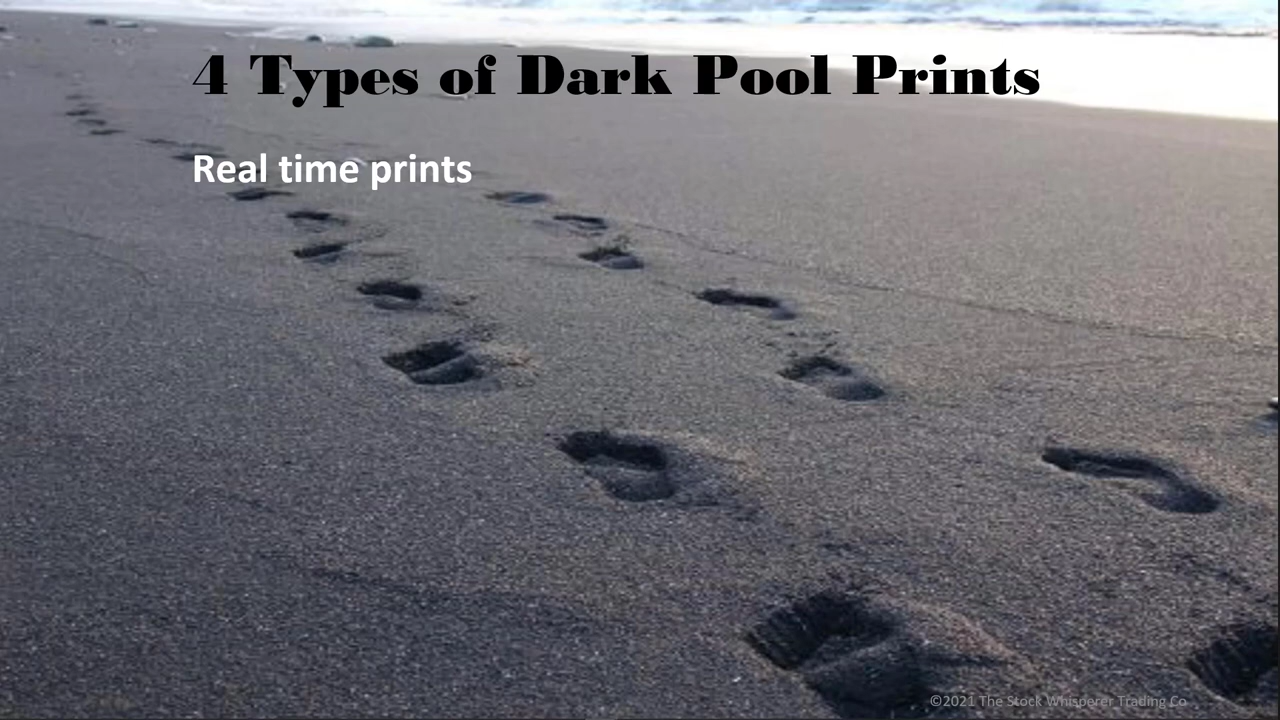 4 Types of Dark Pool Prints
Real time prints
©2021 The Stock Whisperer Trading Co